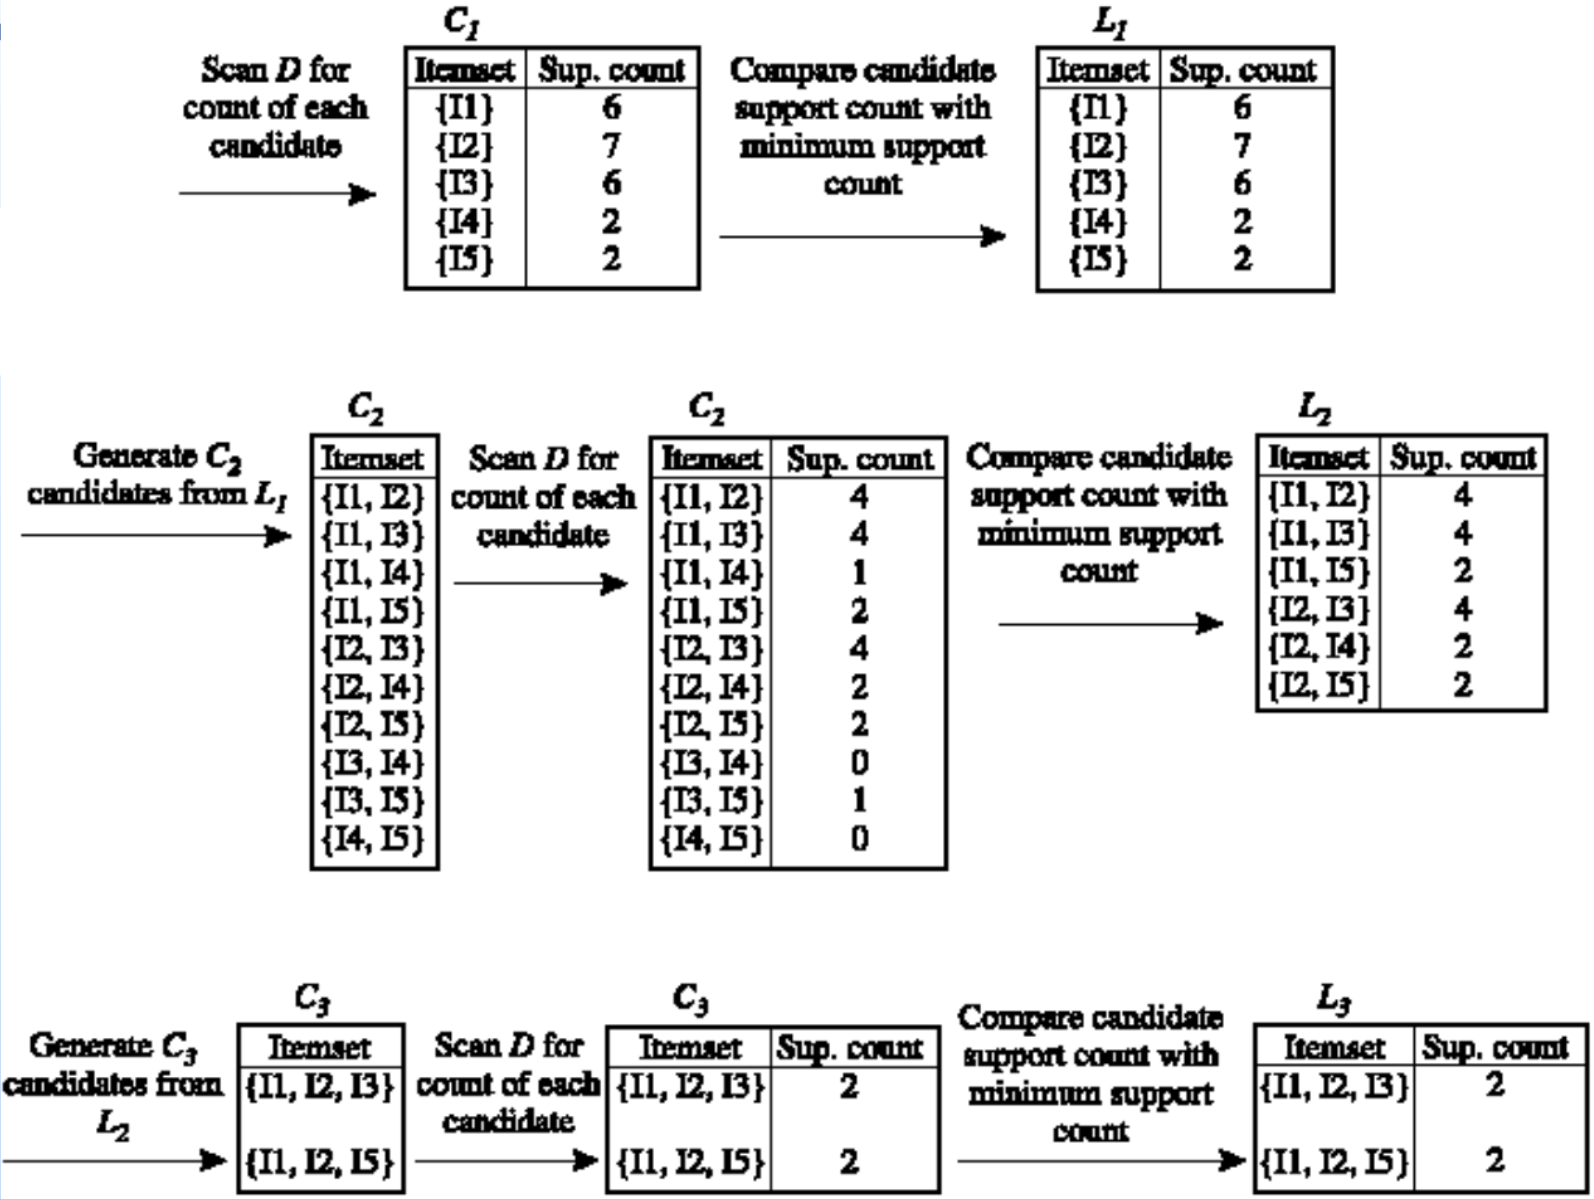 C1
L1
Scan D for
count of each
candidate
Itemset Sup. count
{I1} 6
{I2} 7
{I3} 6
{I4} 2
{I5} 2
Compare candidate
support count with
minimum support
count
Itemset Sup. count
{I1} 6
{I2} 7
{I3} 6
{I4} 2
{I5} 2
Generate C2
candidates from L1
C2
Itemset
{I1, I2}
{I1, I3}
{I1, I4}
{I1, I5}
{I2, I3}
{I2, I4}
{I2, I5}
{I3, I4}
{I3, I5}
{I4, I5}
Scan D for
count of each
candidate
C2
Itemset Sup. count
{I1, I2} 4
{I1, I3} 4
{I1, I4} 1
{I1, I5} 2
{I2, I3} 4
{I2, I4} 2
{I2, I5} 2
{I3, I4} 0
{I3, I5} 1
{I4, I5} 0
Compare candidate
support count with
minimum support
count
L2
Itemset Sup. count
{I1, I2} 4
{I1, I3} 4
{I1, I5} 2
{I2, I3} 4
{I2, I4} 2
{I2, I5} 2
Generate C3
candidates from
L2
C3
Itemset
{I1, I2, I3}
{I1, I2, I5}
Scan D for
count of each
candidate
C3
Itemset Sup. count
{I1, I2, I3} 2
{I1, I2, I5} 2
Compare candidate
support count with
minimum support
count
L3
Itemset Sup. count
{I1, I2, I3} 2
{I1, I2, I5} 2